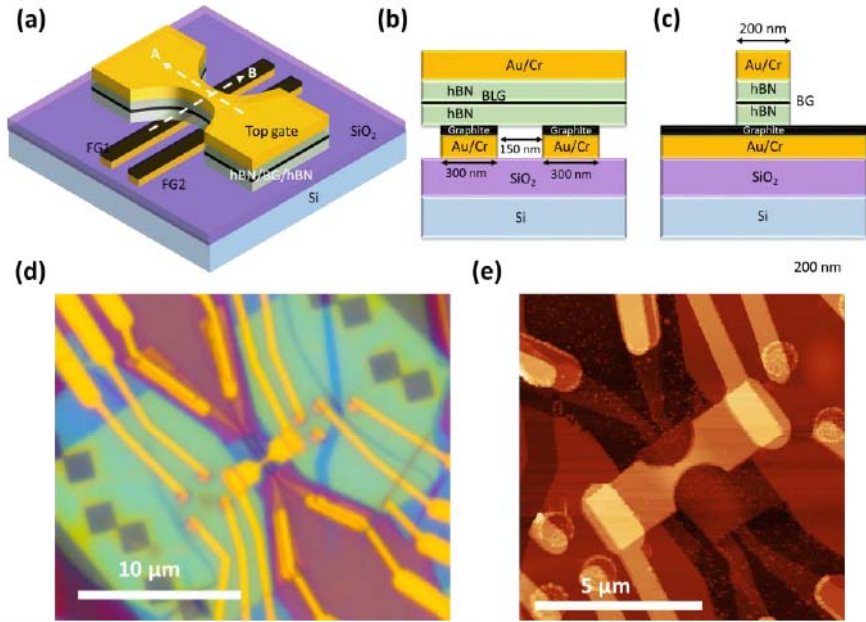 (a)
A
B
Top gate
SiO2
FG1
hBN/BG/hBN
FG2
Si
(b)
Au/Cr
hBN
BLG
hBN
Graphite
Graphite
Au/Cr
150 nm
Au/Cr
300 nm
SiO2
300 nm
Si
(c)
200 nm
Au/Cr
hBN
hBN
BG
Graphite
Au/Cr
SiO2
Si
(d)
10 μm
(e)
200 nm
5 μm